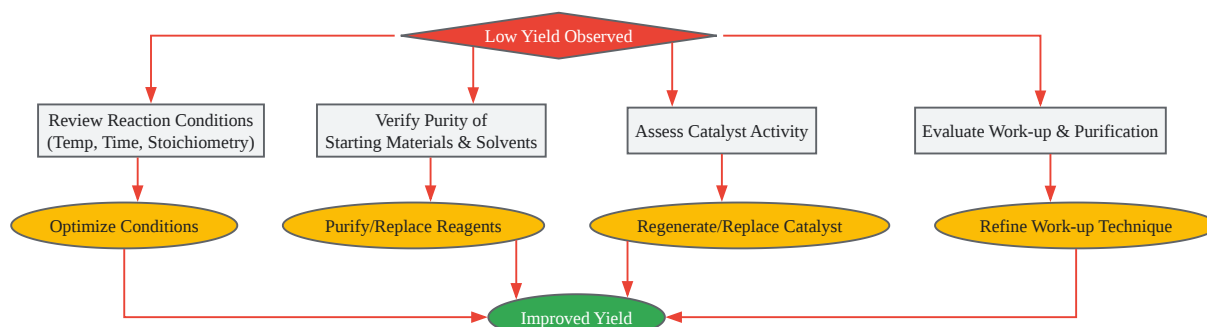 Low Yield Observed
Review Reaction Conditions
(Temp, Time, Stoichiometry)
Verify Purity of
Starting Materials & Solvents
Assess Catalyst Activity
Evaluate Work-up & Purification
Optimize Conditions
Purify/Replace Reagents
Regenerate/Replace Catalyst
Refine Work-up Technique
Improved Yield